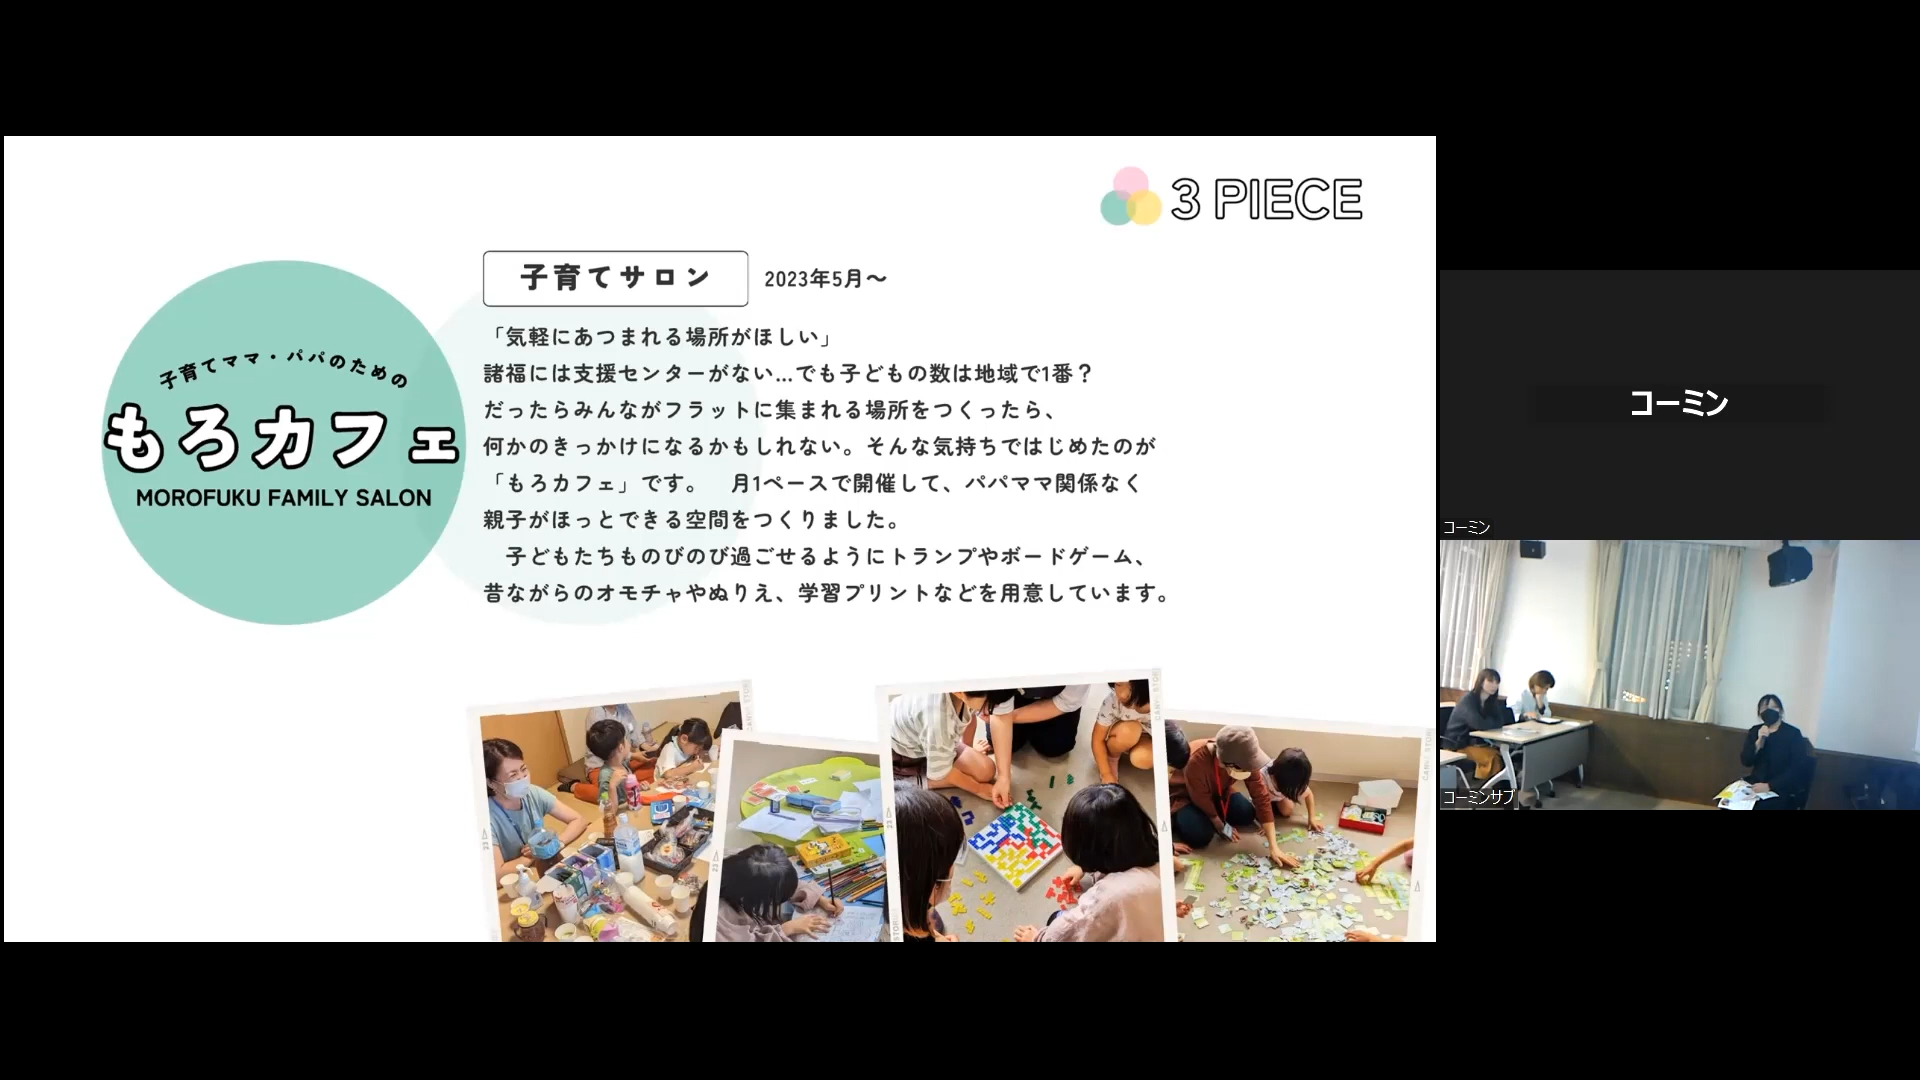 3 PIECE
子育てママ・パパのための
もろカフェ
MOROFUKU FAMILY SALON
子育てサロン
2023年5月～
「気軽にあつまれる場所がほしい」
諸福には支援センターがない...でも子どもの数は地域で1番？
だったらみんながフラットに集まれる場所をつくったら、
何かのきっかけになるかもしれない。そんな気持ちではじめたのが
「もろカフェ」です。　月1ペースで開催して、パパママ関係なく
親子がほっとできる空間をつくりました。
子どもたちものびのび過ごせるようにトランプやボードゲーム、
昔ながらのオモチャやぬりえ、学習プリントなどを用意しています。
コーミン
コーミン
コーミンサブ